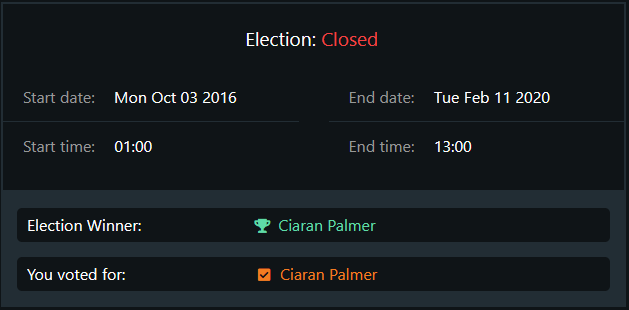 Election: Closed
Start date: Mon Oct 03 2016 End date: Tue Feb 11 2020
Start time: 01:00 End time: 13:00
Election Winner: Ciaran Palmer
You voted for: Ciaran Palmer